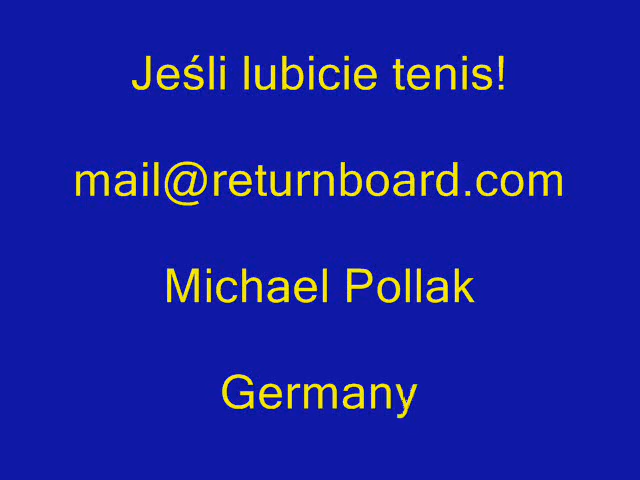 Jeśli lubicie tenis!
mail@returnboard.com
Michael Pollak
Germany